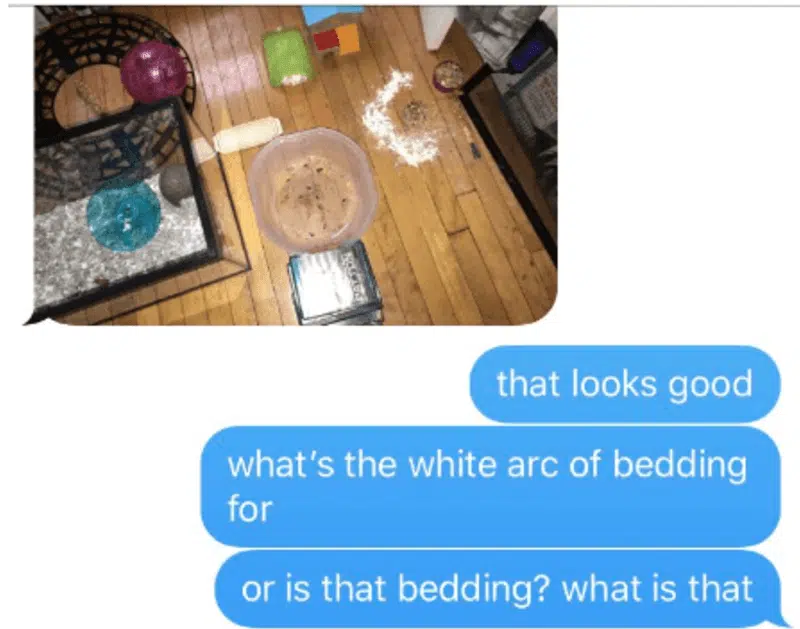 that looks good
what's the white arc of bedding
for
or is that bedding? what is that